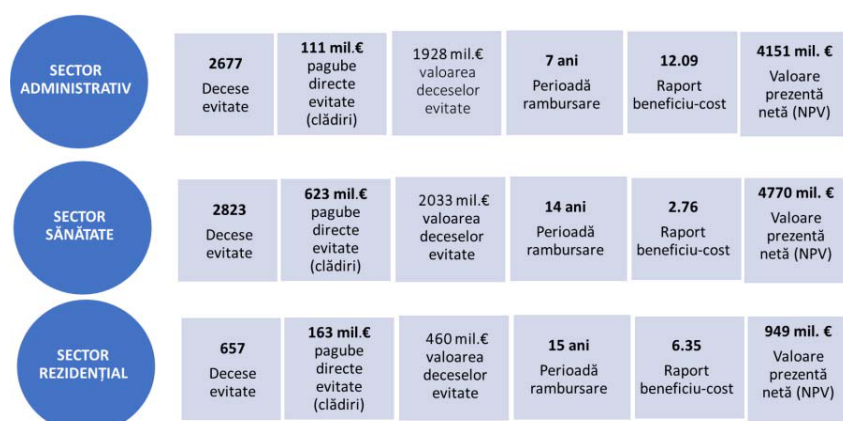 SECTOR
ADMINISTRATIV
2677
Decese
evitate
111 mil.€
pagube
directe
evitate
(clădiri)
1928 mil.€
valoarea
deceselor
evitate
7 ani
Perioadă
rambursare
12.09
Raport
beneficiu-cost
4151 mil. €
Valoare
prezentă
netă (NPV)
SECTOR
SĂNĂTATE
2823
Decese
evitate
623 mil.€
pagube
directe
evitate
(clădiri)
2033 mil.€
valoarea
deceselor
evitate
14 ani
Perioadă
rambursare
2.76
Raport
beneficiu-cost
4770 mil. €
Valoare
prezentă
netă (NPV)
SECTOR
REZIDENȚIAL
657
Decese
evitate
163 mil.€
pagube
directe
evitate
(clădiri)
460 mil.€
valoarea
deceselor
evitate
15 ani
Perioadă
rambursare
6.35
Raport
beneficiu-cost
949 mil. €
Valoare
prezentă
netă (NPV)